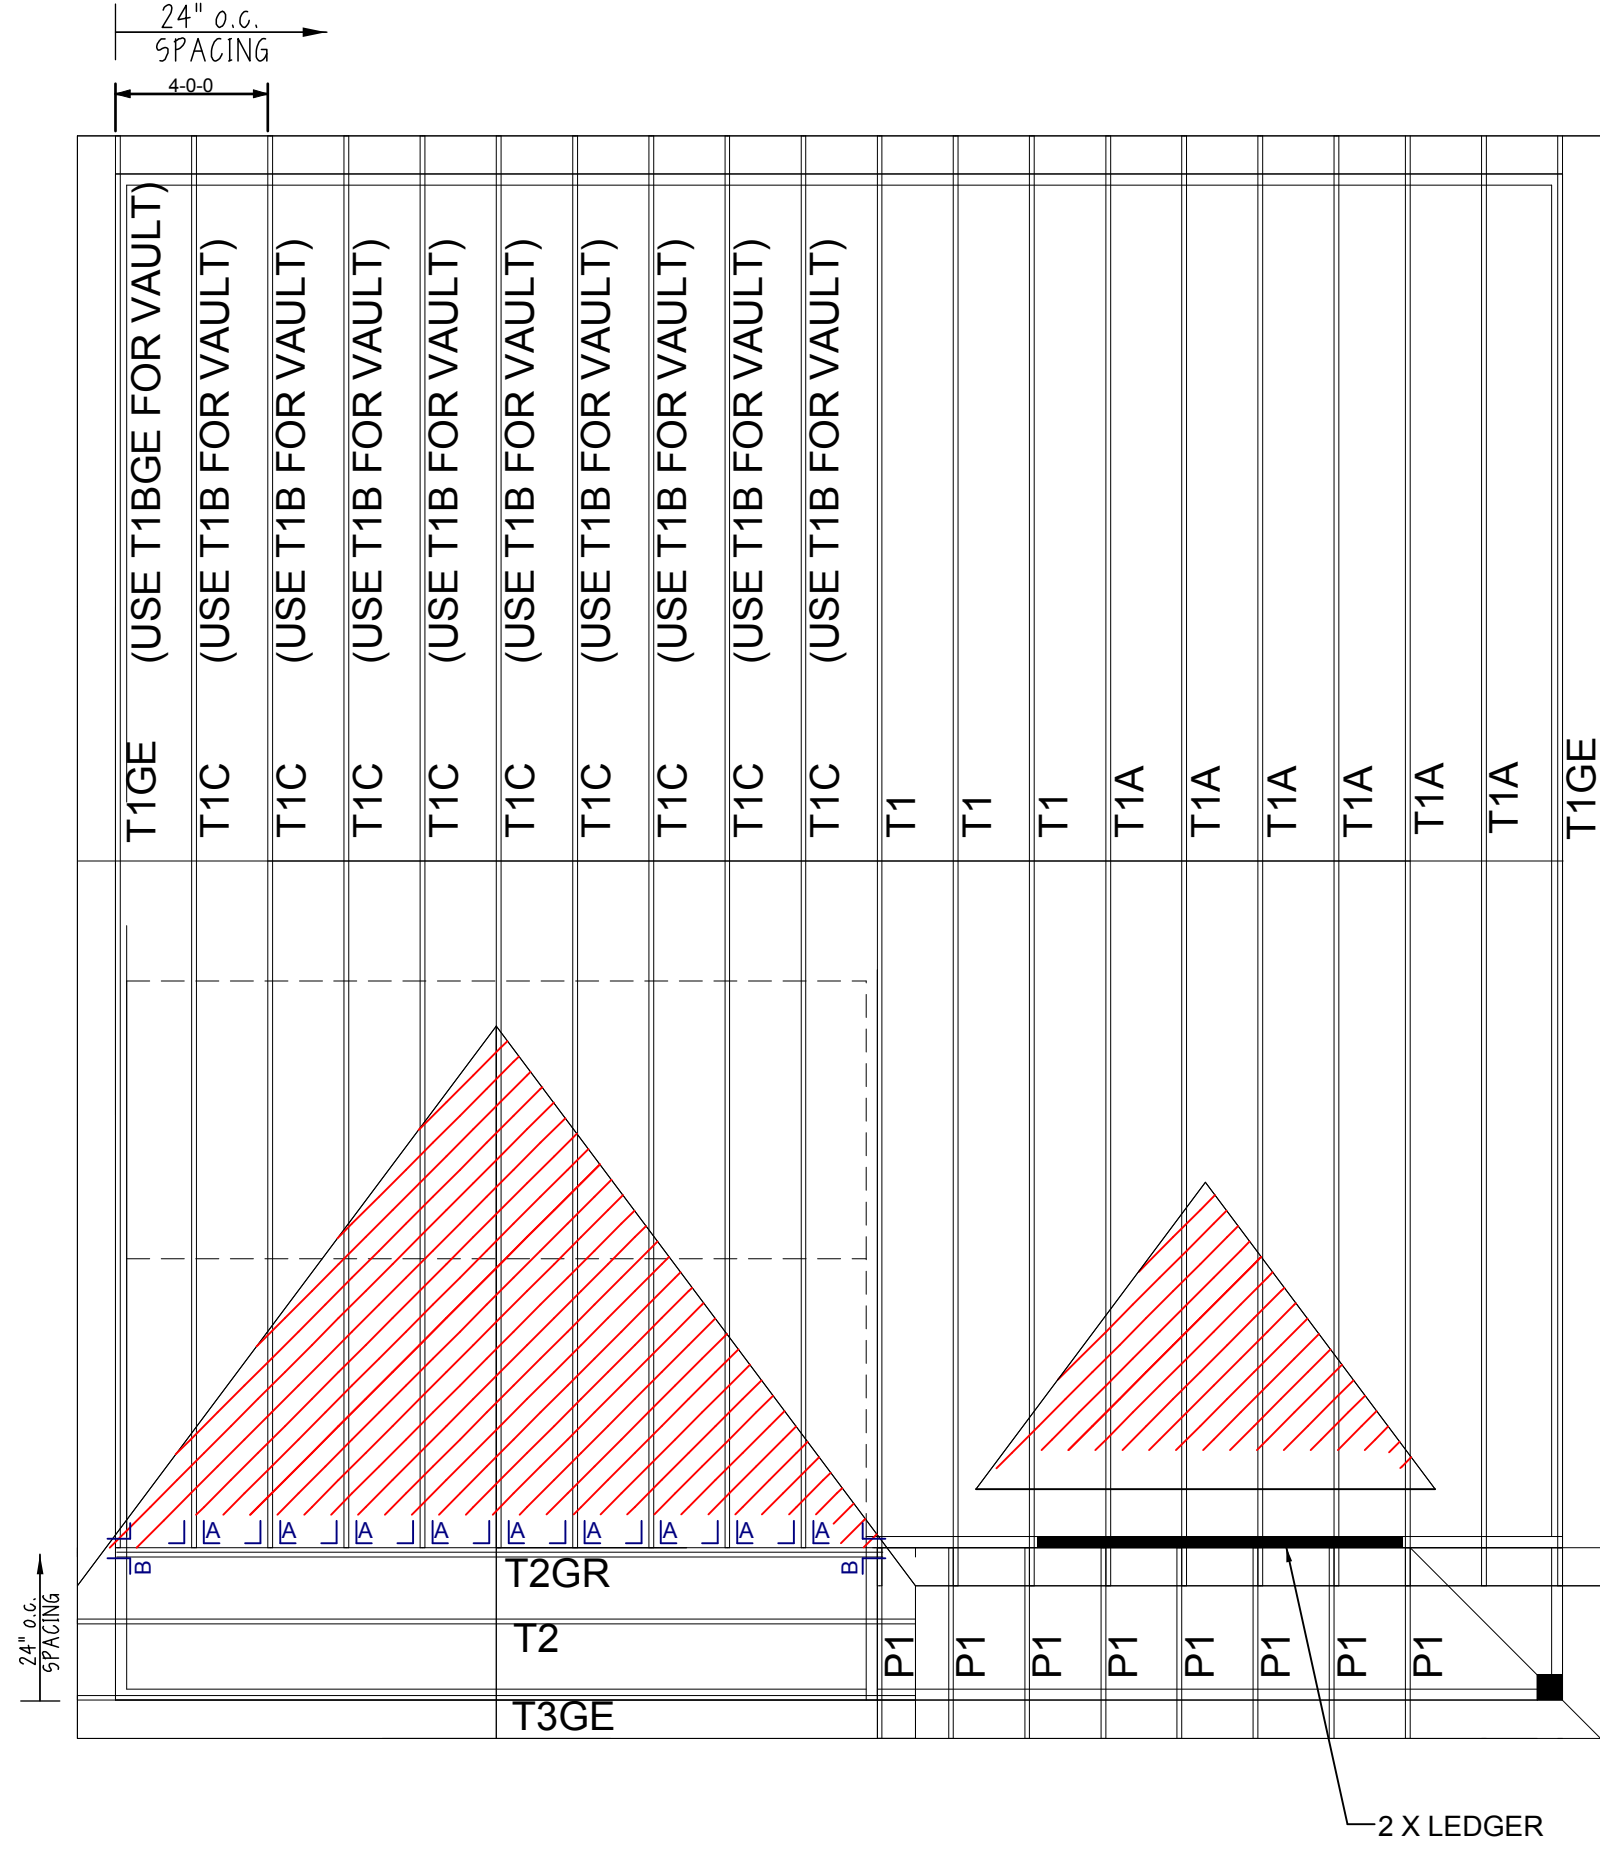 24" o.c.
SPACING
4-0-0
T1GE (USE T1BGE FOR VAULT)
T1C (USE T1B FOR VAULT)
T1C (USE T1B FOR VAULT)
T1C (USE T1B FOR VAULT)
T1C (USE T1B FOR VAULT)
T1C (USE T1B FOR VAULT)
T1C (USE T1B FOR VAULT)
T1C (USE T1B FOR VAULT)
T1C (USE T1B FOR VAULT)
T1C (USE T1B FOR VAULT)
T1
T1
T1
T1A
T1A
T1A
T1A
T1A
T1A
T1GE
A A A A A A A A A
B B
T2GR
24" o.c.
SPACING
T2
P1 P1 P1 P1 P1 P1 P1 P1
T3GE
2 X LEDGER